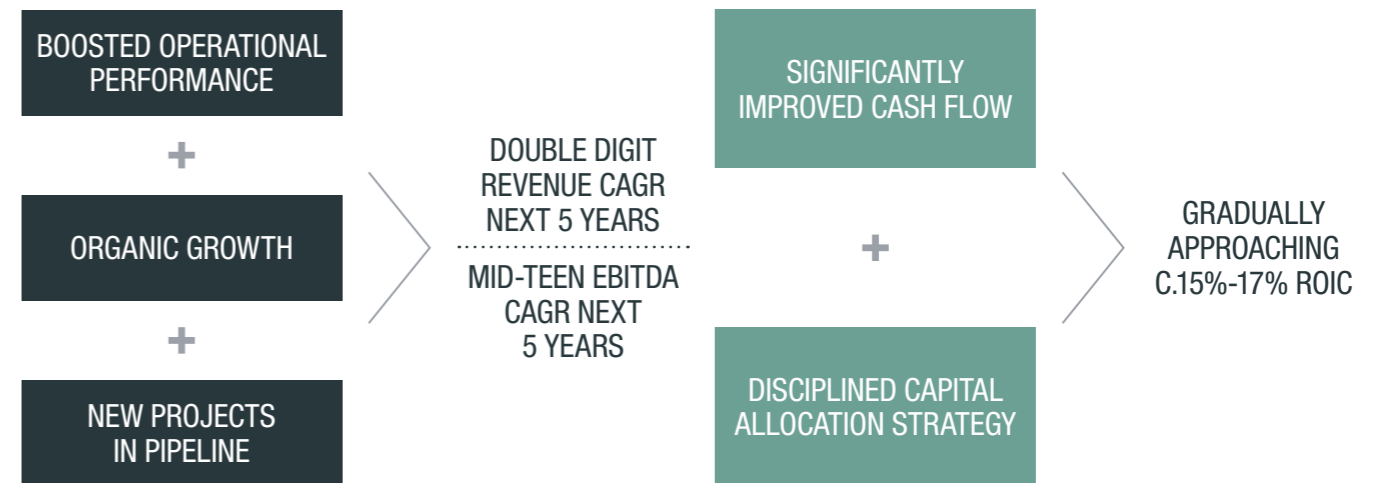 BOOSTED OPERATIONAL
PERFORMANCE
+
ORGANIC GROWTH
+
NEW PROJECTS
IN PIPELINE
DOUBLE DIGIT
REVENUE CAGR
NEXT 5 YEARS
MID-TEEN EBITDA
CAGR NEXT
5 YEARS
SIGNIFICANTLY
IMPROVED CASH FLOW
+
DISCIPLINED CAPITAL
ALLOCATION STRATEGY
GRADUALLY
APPROACHING
C.15%-17% ROIC